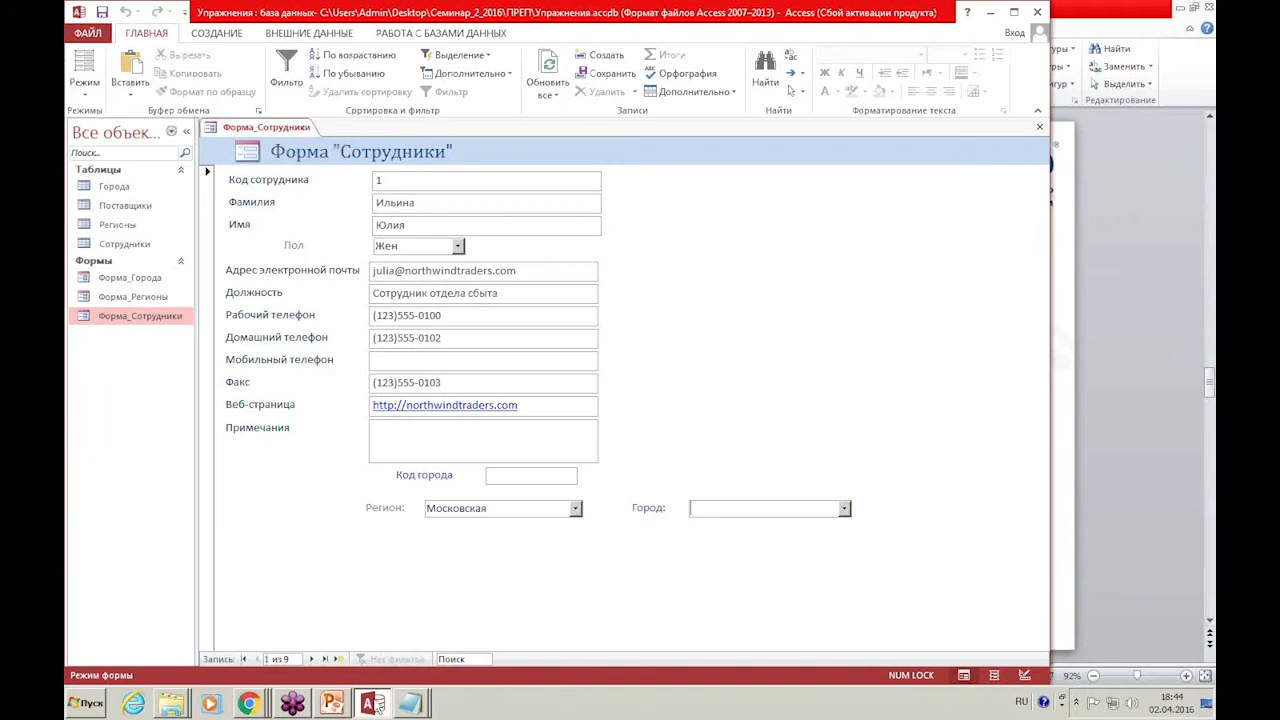 Упражнения : база данных- C:\Users\Admin\Desktop\Семинар_2_2016\ПРЕП\Упражнения.accdb (Формат файлов Access 2007–2013) - Access (Сбой активации продукта)
ФАЙЛ ГЛАВНАЯ СОЗДАНИЕ ВНЕШНИЕ ДАННЫЕ РАБОТА С БАЗАМИ ДАННЫХ Вход
Режим
Режимы
Вставить
Вырезать
Копировать
Формат по образцу
Буфер обмена
Фильтр
По возрастанию
По убыванию
Удалить сортировку
Выделение
Дополнительно
Фильтр
Сортировка и фильтр
Обновить
все
Создать
Сохранить
Удалить
Итоги
Орфография
Дополнительно
Записи
Найти
Найти
Ж К Ч
Форматирование текста
Найти
Заменить
Выделить
Редактирование
Все объек...
Поиск...
Таблицы
Города
Поставщики
Регионы
Сотрудники
Формы
Форма_Города
Форма_Регионы
Форма_Сотрудники
Форма_Сотрудники
Форма "Сотрудники"
Код сотрудника 1
Фамилия Ильина
Имя Юлия
Пол Жен
Адрес электронной почты julia@northwindtraders.com
Должность Сотрудник отдела сбыта
Рабочий телефон (123)555-0100
Домашний телефон (123)555-0102
Мобильный телефон
Факс (123)555-0103
Веб-страница http://northwindtraders.com
Примечания
Код города
Регион: Московская Город:
Запись: 1 из 9 Нет фильтра Поиск
Режим формы NUM LOCK
92%
Пуск
RU
18:44
02.04.2016